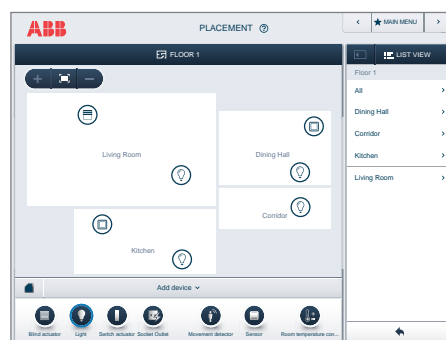 ABB
PLACEMENT ?
MAIN MENU
FLOOR 1
LIST VIEW
Floor 1
All
Dining Hall
Corridor
Kitchen
Living Room
Living Room
Dining Hall
Corridor
Kitchen
Add device
Blind actuator Light Switch actuator Socket Outlet Movement detector Sensor Room temperature con...